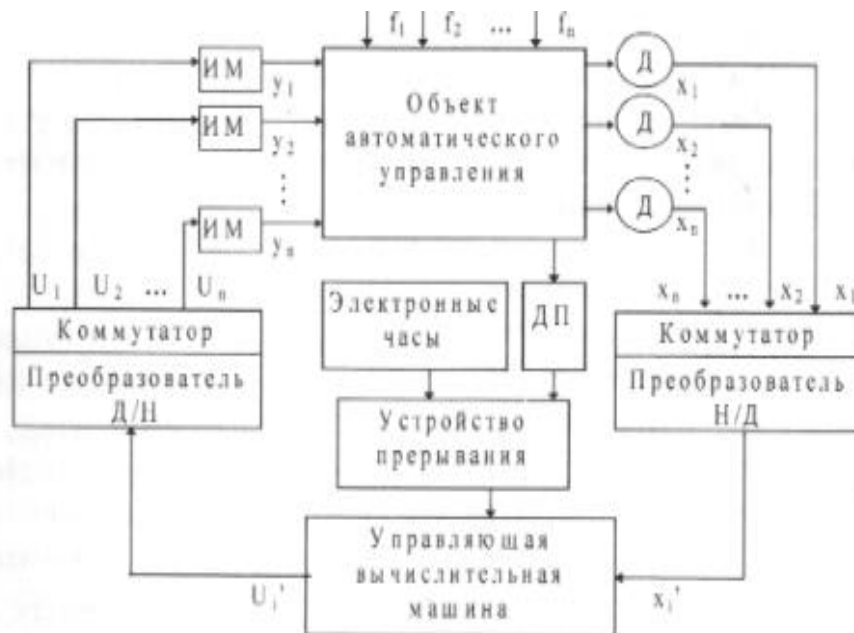 f₁ f₂ ... fₙ
ИМ
y₁
Д
x₁
ИМ
y₂
Объект
автоматического
управления
Д
x₂
ИМ
yₙ
Д
xₙ
U₁ U₂ ... Uₙ
Коммутатор
Преобразователь
Д/Н
Электронные
часы
ДП
xₙ ... x₂ x₁
Коммутатор
Преобразователь
Н/Д
Устройство
прерывания
Управляющая
вычислительная
машина
Uᵢ'
xᵢ'